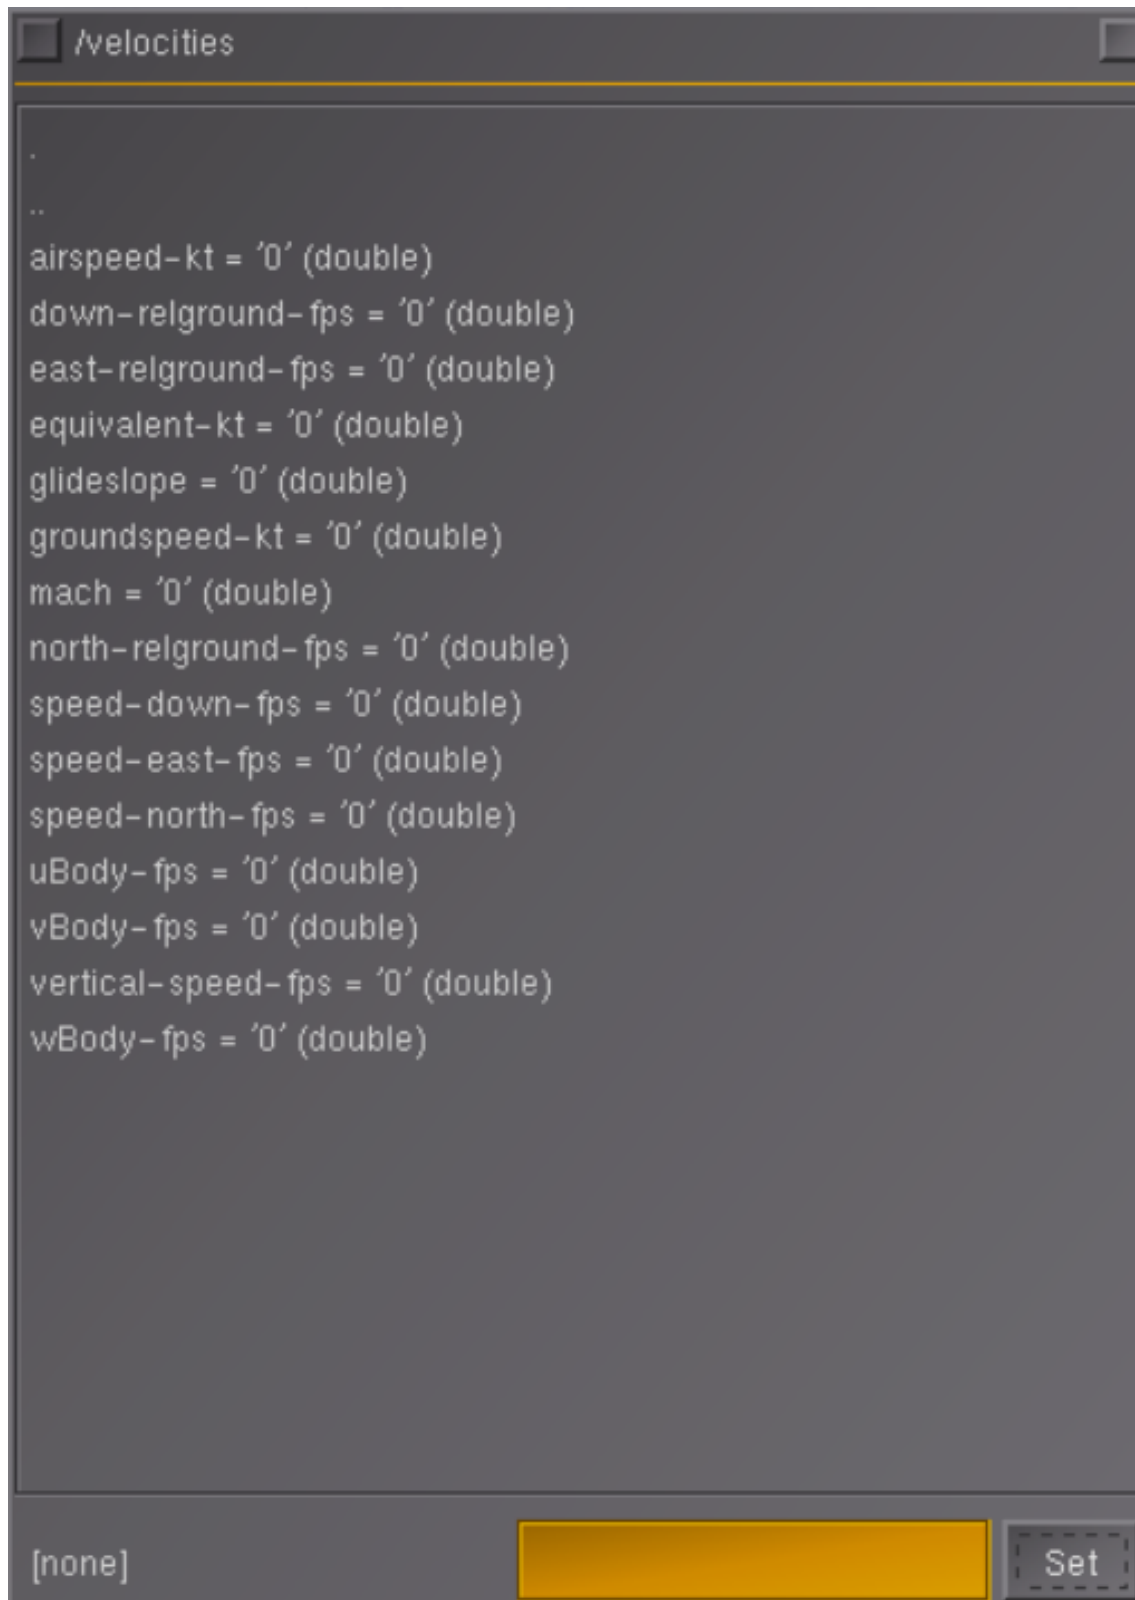 /velocities
.
..
airspeed-kt = '0' (double)
down-relground-fps = '0' (double)
east-relground-fps = '0' (double)
equivalent-kt = '0' (double)
glideslope = '0' (double)
groundspeed-kt = '0' (double)
mach = '0' (double)
north-relground-fps = '0' (double)
speed-down-fps = '0' (double)
speed-east-fps = '0' (double)
speed-north-fps = '0' (double)
uBody-fps = '0' (double)
vBody-fps = '0' (double)
vertical-speed-fps = '0' (double)
wBody-fps = '0' (double)
[none]
Set